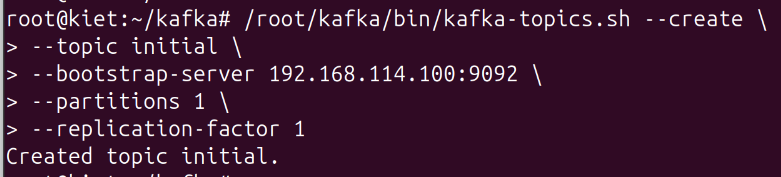 root@kiet:~/kafka# /root/kafka/bin/kafka-topics.sh --create \
> --topic initial \
> --bootstrap-server 192.168.114.100:9092 \
> --partitions 1 \
> --replication-factor 1
Created topic initial.